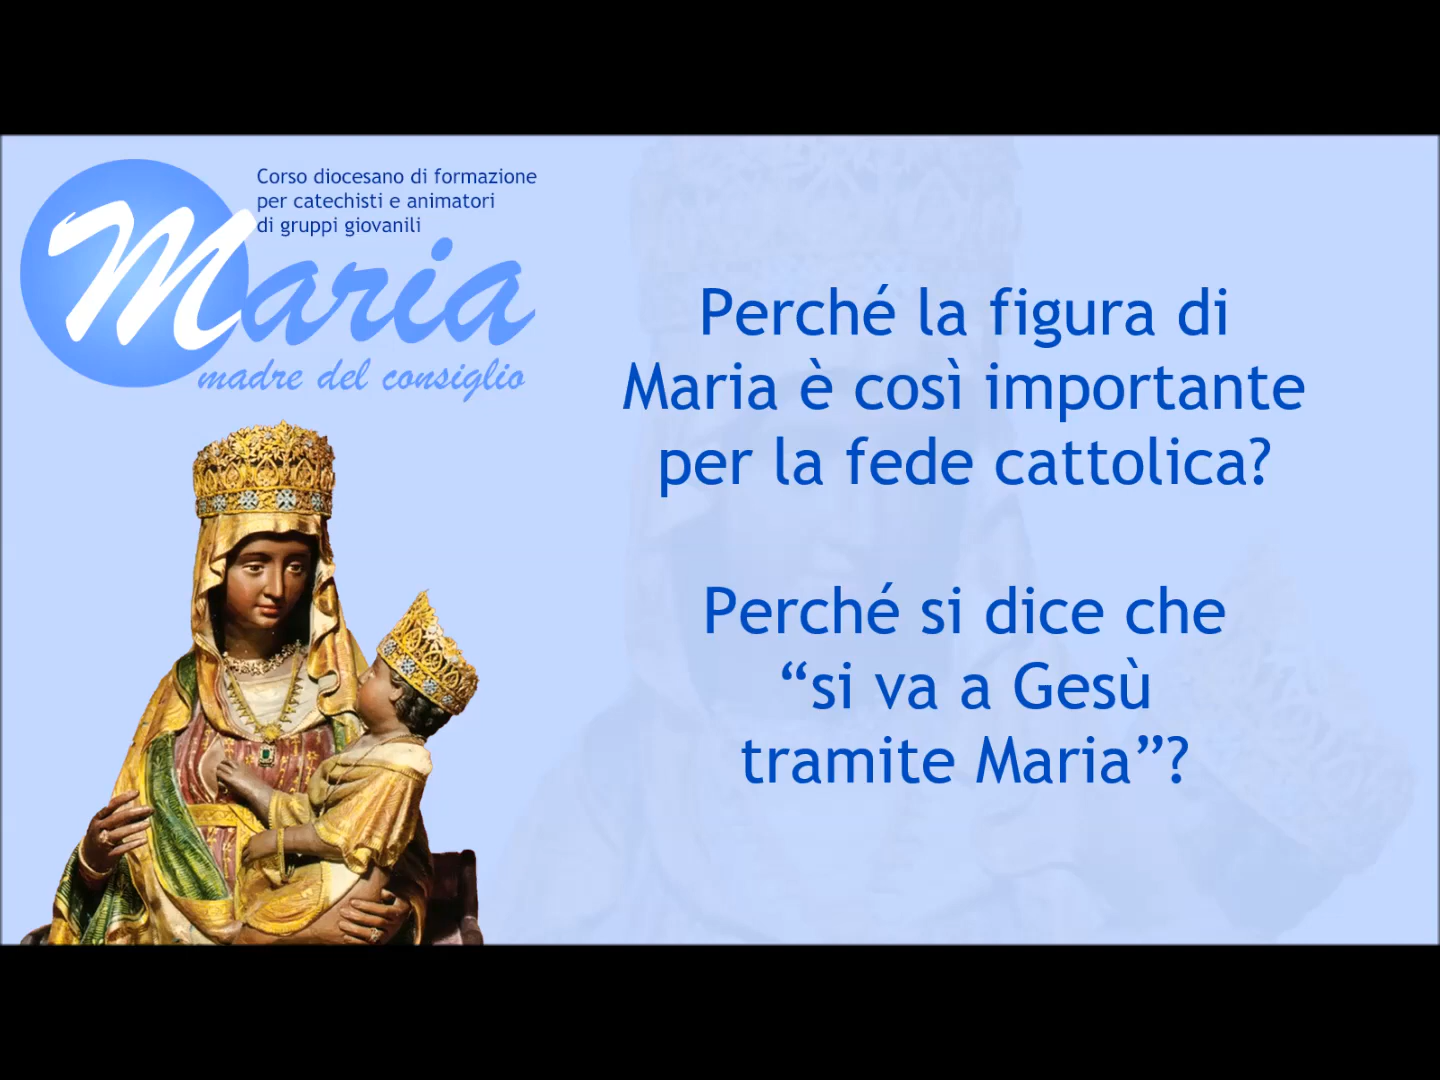 Corso diocesano di formazione
per catechisti e animatori
di gruppi giovanili
Maria
madre del consiglio
Perché la figura di
Maria è così importante
per la fede cattolica?
Perché si dice che
“si va a Gesù
tramite Maria”?